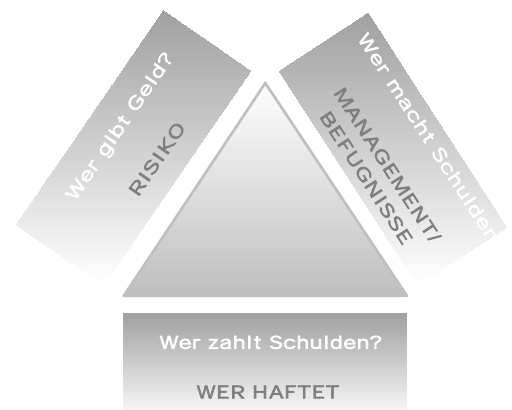 Wer gibt Geld?
RISIKO
Wer macht Schulden
MANAGEMENT/
BEFUGNISSE
Wer zahlt Schulden?
WER HAFTET